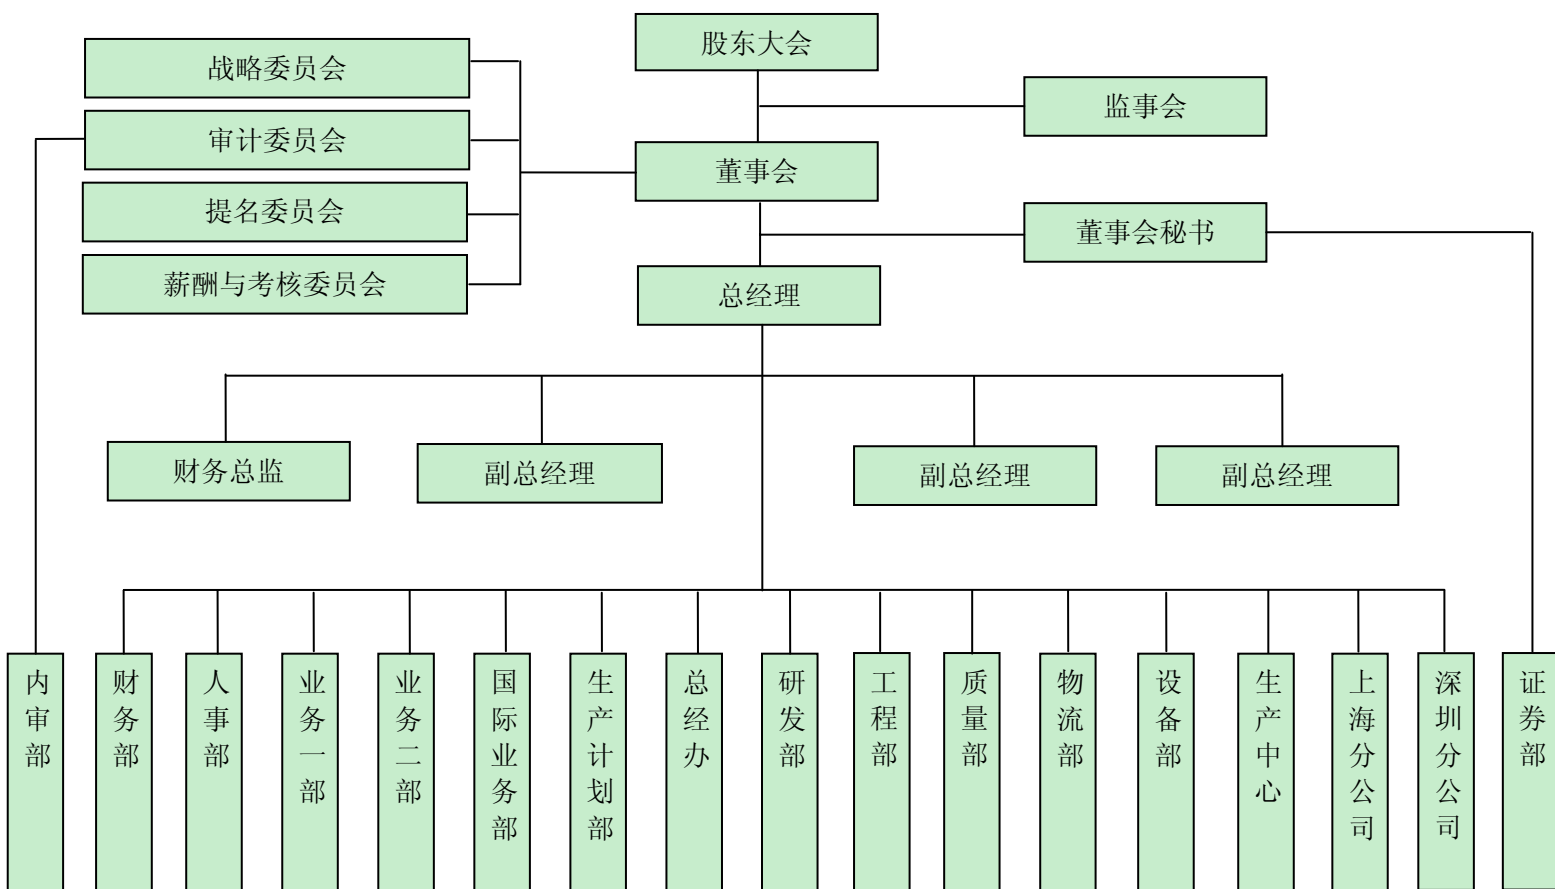 股东大会
战略委员会
监事会
审计委员会
董事会
提名委员会
董事会秘书
薪酬与考核委员会
总经理
财务总监
副总经理
副总经理
副总经理
内审部
财务部
人事部
业务一部
业务二部
国际业务部
生产计划部
总经办
研发部
工程部
质量部
物流部
设备部
生产中心
上海分公司
深圳分公司
证券部